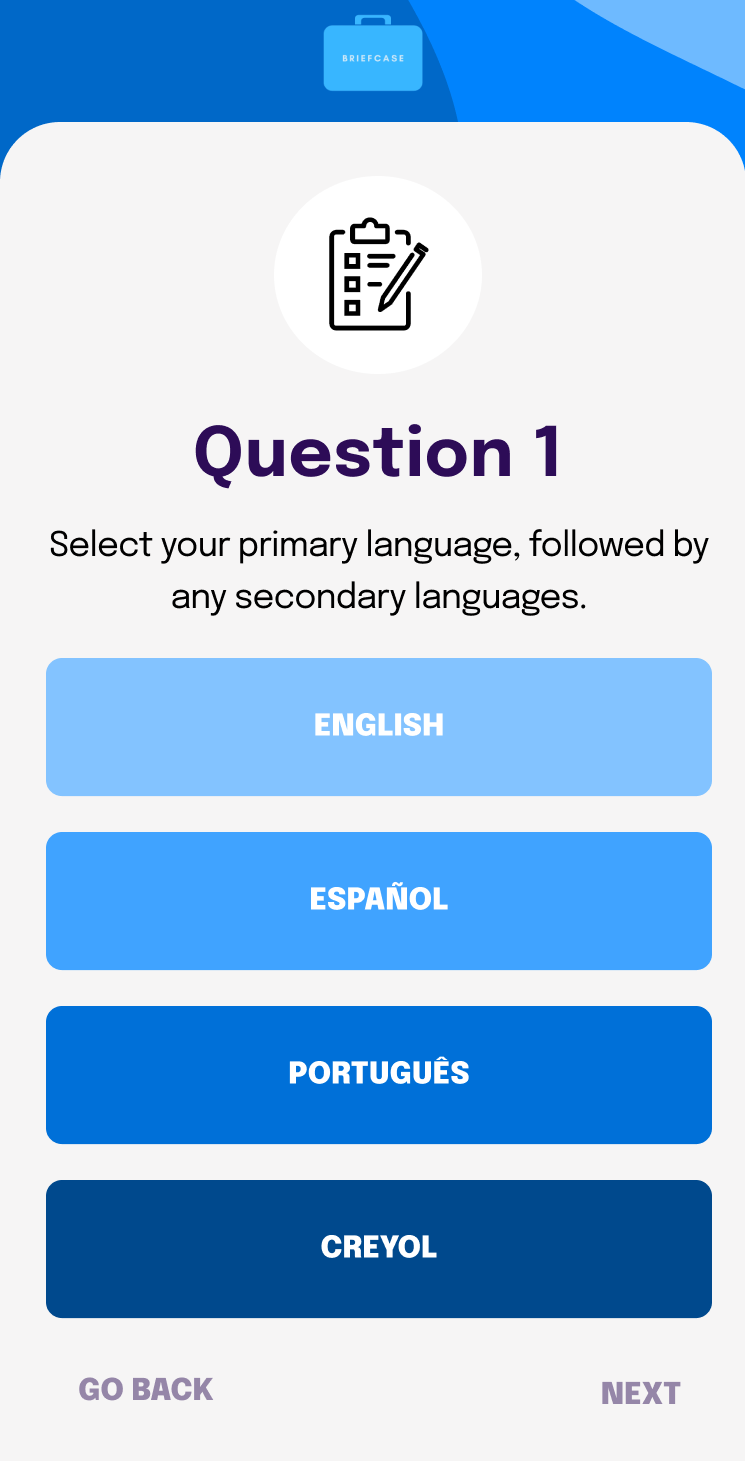 BRIEFCASE
Question 1
Select your primary language, followed by
any secondary languages.
ENGLISH
ESPAÑOL
PORTUGUÊS
CREYOL
GO BACK
NEXT